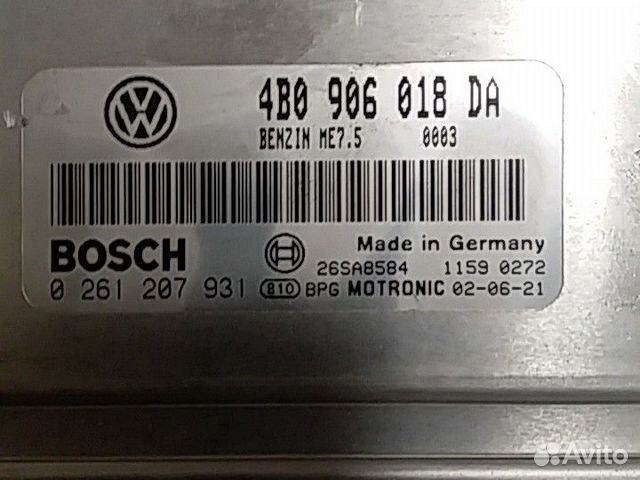 4B0 906 018 DA
BENZIN ME7.5 0003
BOSCH Made in Germany
26SA8584 1159 0272
0 261 207 931 810 BPG MOTRONIC 02-06-21
Avito